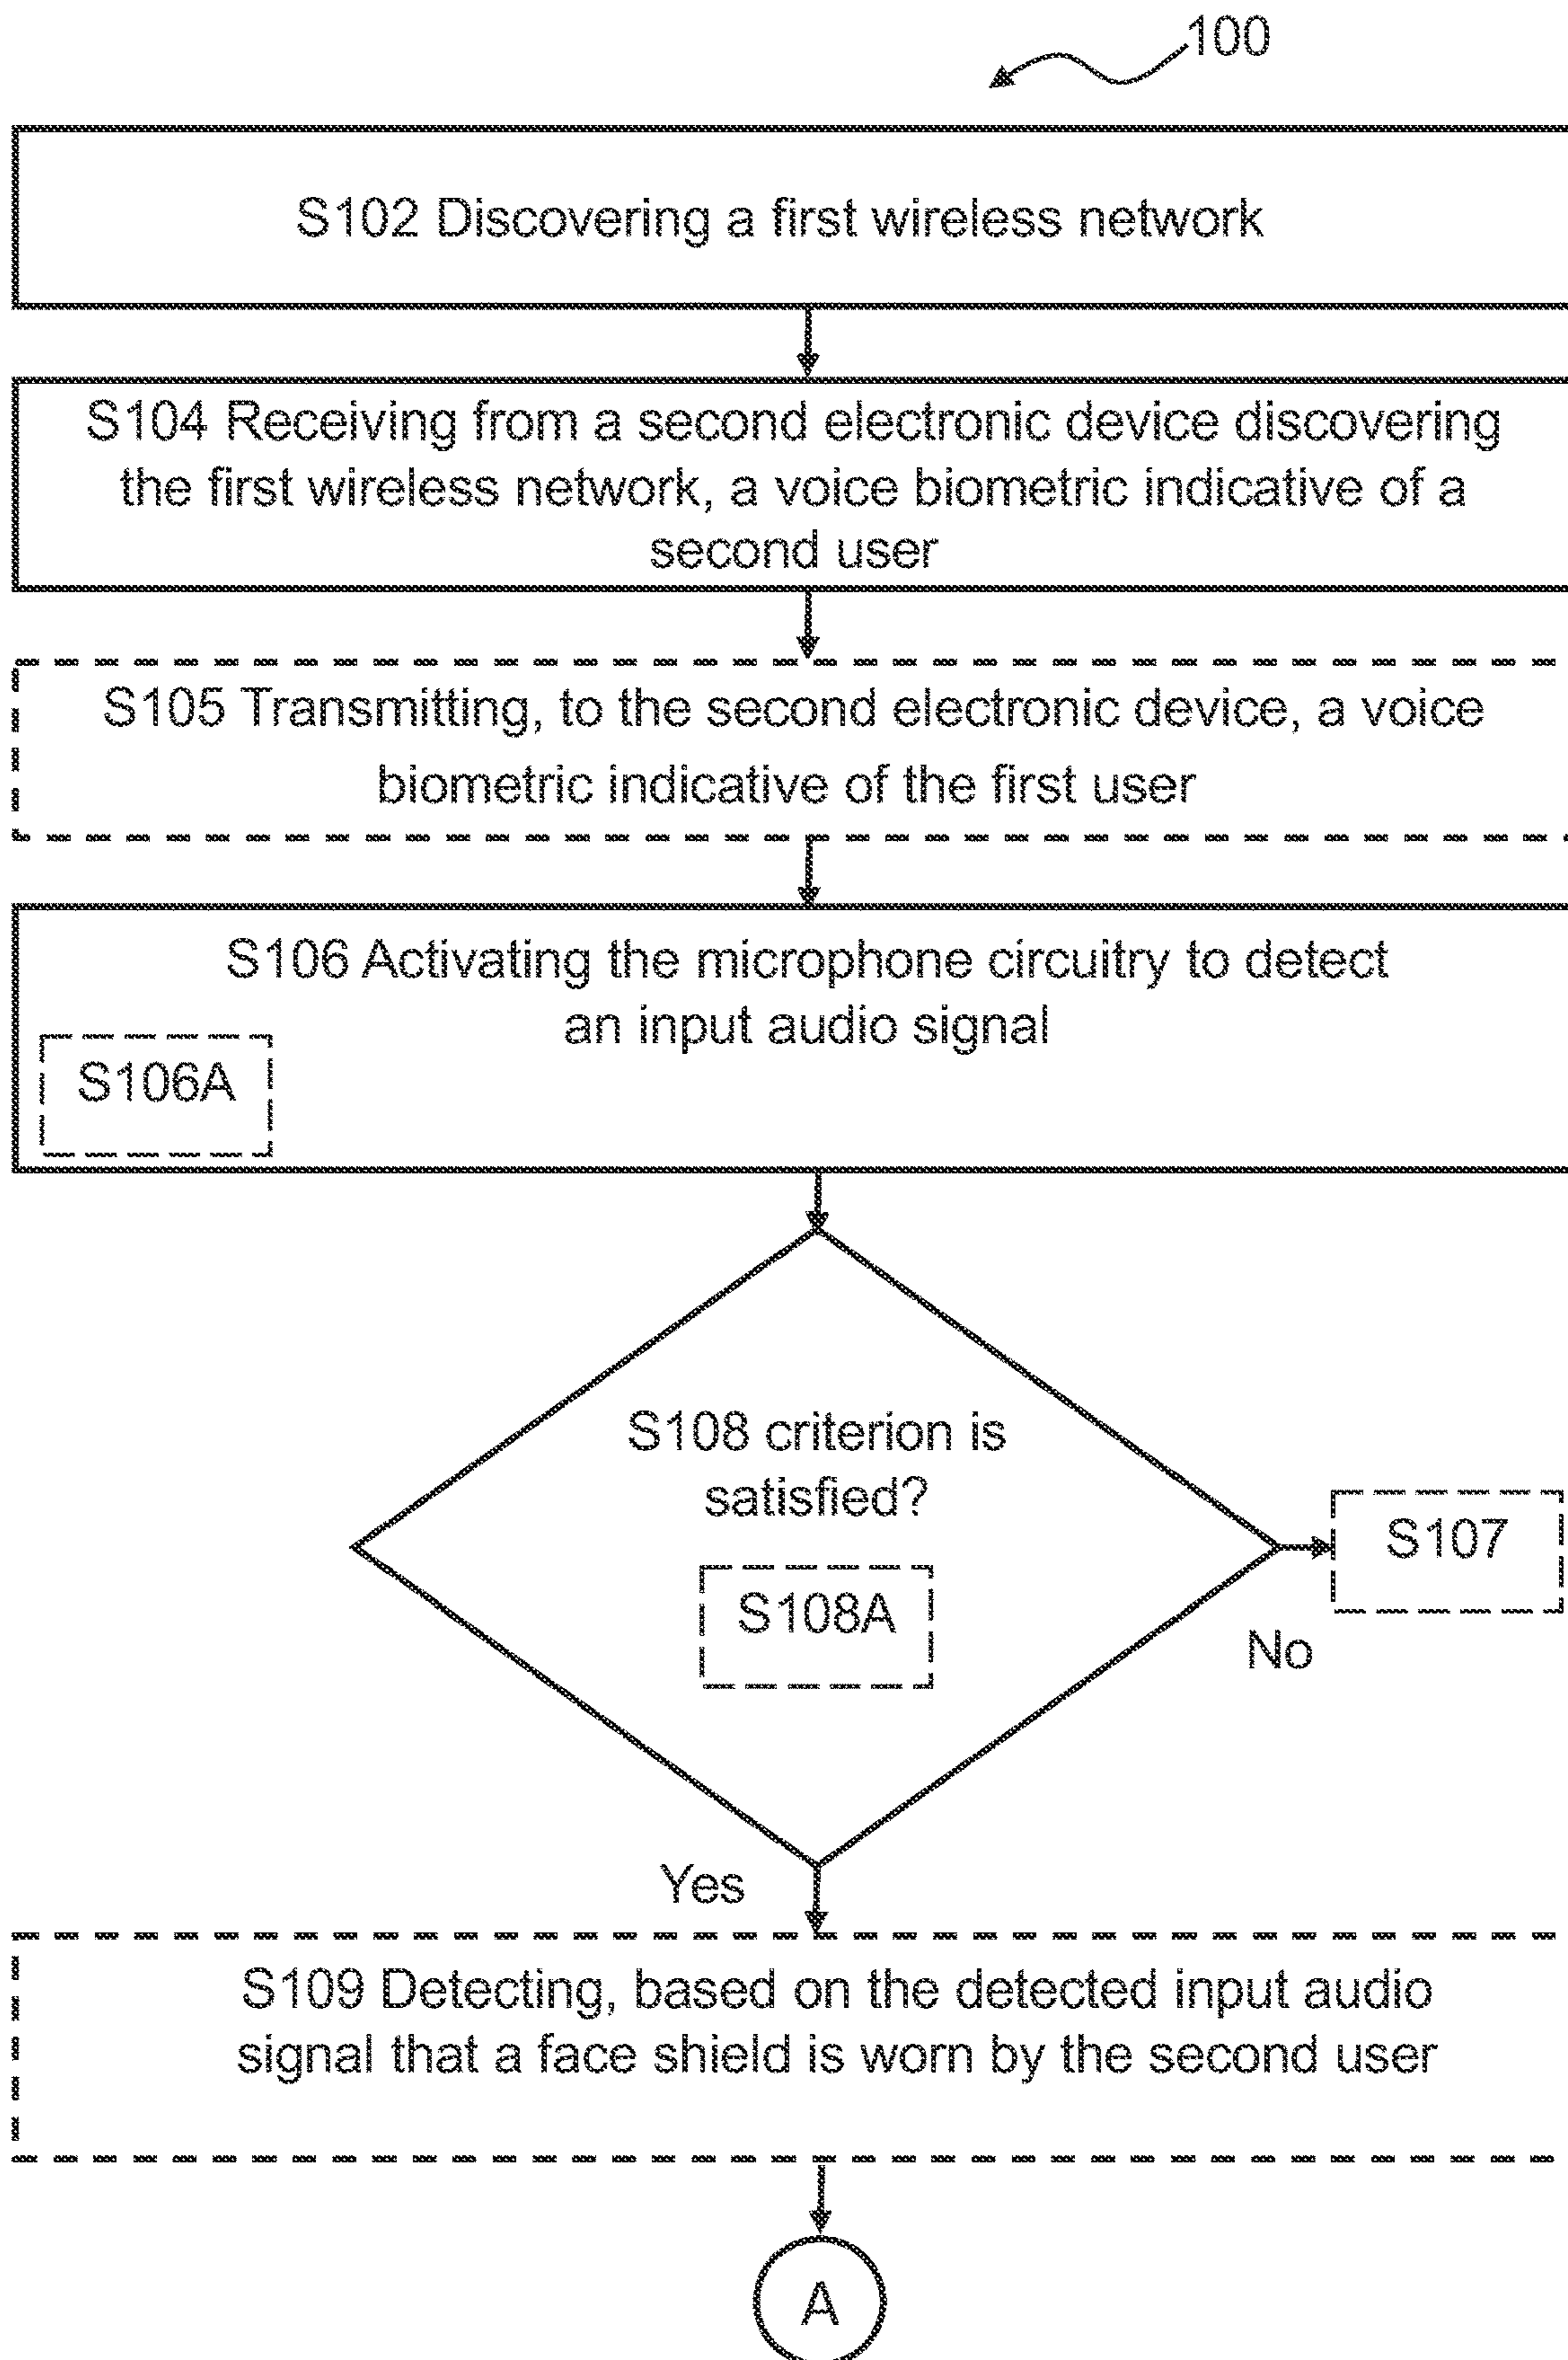 100
S102 Discovering a first wireless network
S104 Receiving from a second electronic device discovering
the first wireless network, a voice biometric indicative of a
second user
S105 Transmitting, to the second electronic device, a voice
biometric indicative of the first user
S106 Activating the microphone circuitry to detect
an input audio signal
S106A
S108 criterion is
satisfied?
S108A
S107
No
Yes
S109 Detecting, based on the detected input audio
signal that a face shield is worn by the second user
A